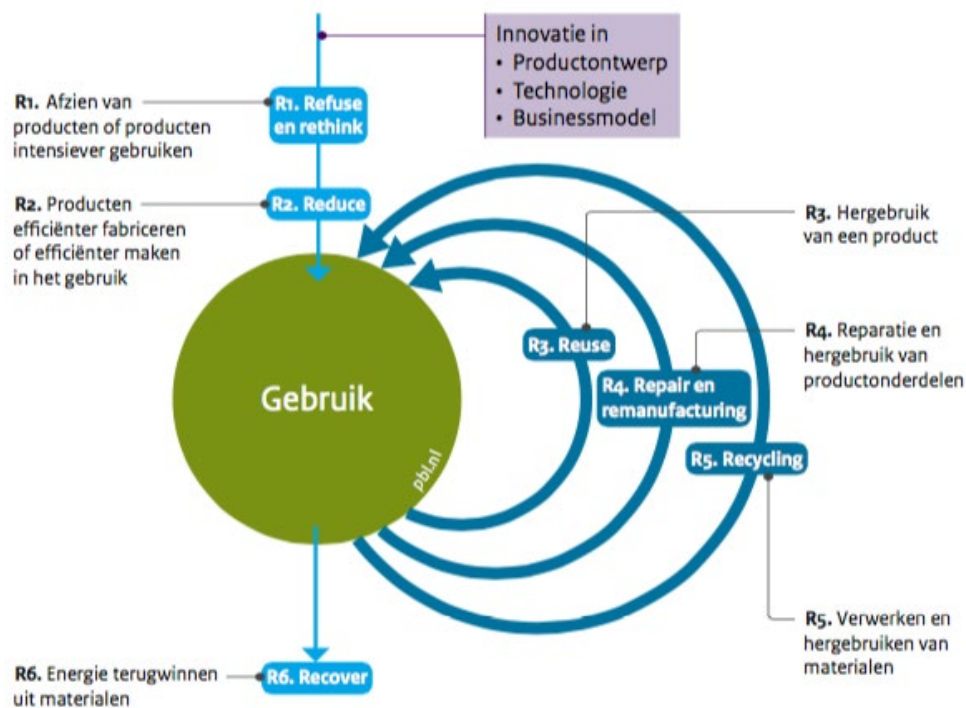 Innovatie in
• Productontwerp
• Technologie
• Businessmodel
R1. Afzien van
producten of producten
intensiever gebruiken
R1. Refuse
en rethink
R2. Producten
efficiënter fabriceren
of efficiënter maken
in het gebruik
R2. Reduce
R3. Hergebruik
van een product
R3. Reuse
R4. Reparatie en
hergebruik van
productonderdelen
R4. Repair en
remanufacturing
Gebruik
pbl.nl
R5. Recycling
R5. Verwerken en
hergebruiken van
materialen
R6. Energie terugwinnen
uit materialen
R6. Recover